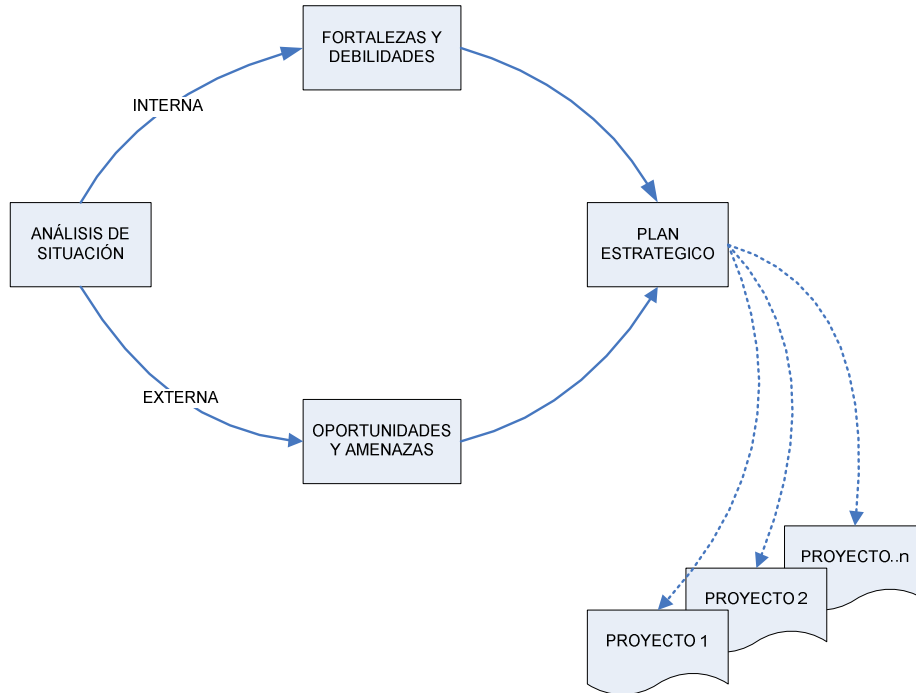 FORTALEZAS Y
DEBILIDADES
INTERNA
ANÁLISIS DE
SITUACIÓN
PLAN
ESTRATEGICO
EXTERNA
OPORTUNIDADES
Y AMENAZAS
PROYECTO..n
PROYECTO 2
PROYECTO 1